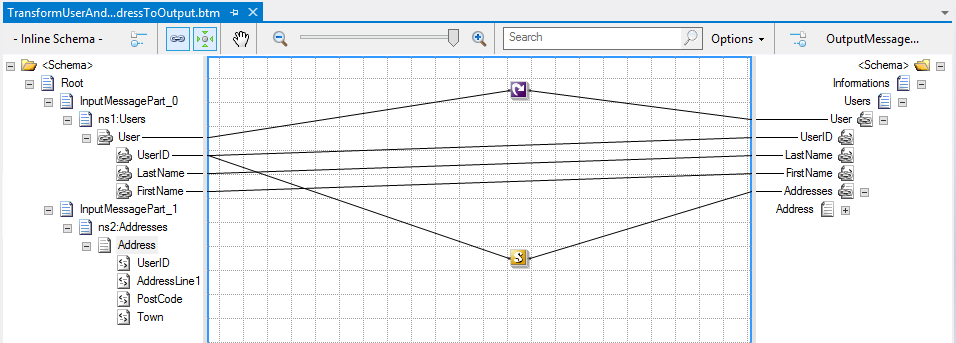 TransformUserAnd...dressToOutput.btm
- Inline Schema -
Search
Options
OutputMessage...
<Schema>
Root
InputMessagePart_0
ns1:Users
User
UserID
LastName
FirstName
InputMessagePart_1
ns2:Addresses
Address
UserID
AddressLine1
PostCode
Town
<Schema>
Informations
Users
User
UserID
LastName
FirstName
Addresses
Address